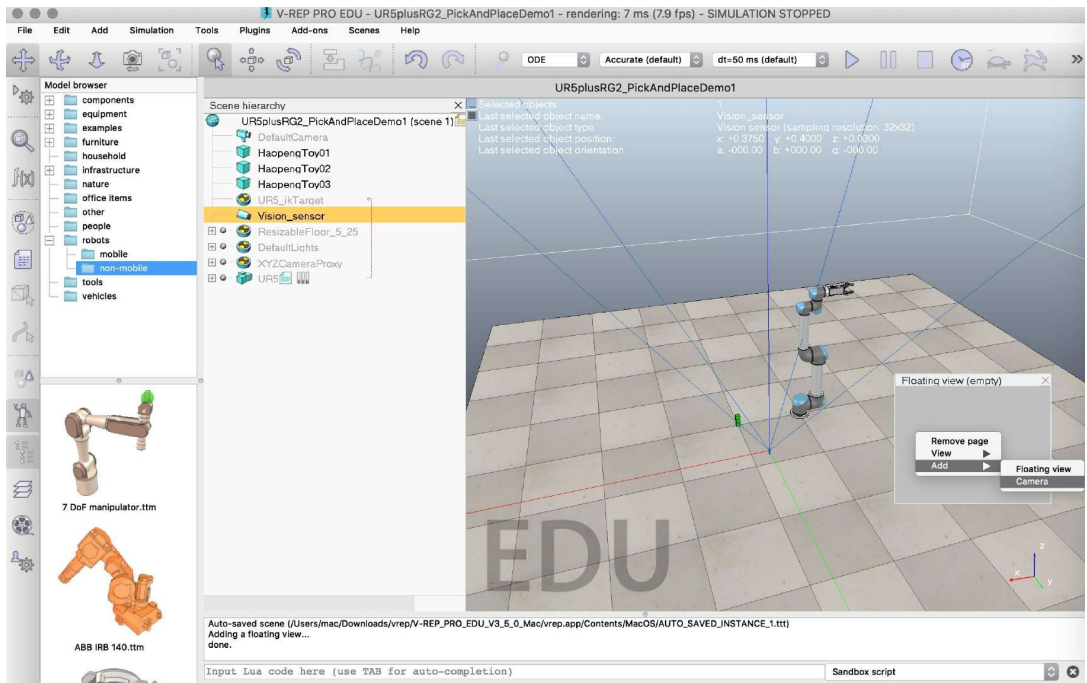 V-REP PRO EDU - UR5plusRG2_PickAndPlaceDemo1 - rendering: 7 ms (7.9 fps) - SIMULATION STOPPED
File Edit Add Simulation Tools Plugins Add-ons Scenes Help
ODE Accurate (default) dt=50 ms (default) »
UR5plusRG2_PickAndPlaceDemo1
Model browser
components
equipment
examples
furniture
household
infrastructure
nature
office items
other
people
robots
mobile
non-mobile
tools
vehicles
7 DoF manipulator.ttm
ABB IRB 140.ttm
Scene hierarchy
UR5plusRG2_PickAndPlaceDemo1 (scene 1)
DefaultCamera
HaopengToy01
HaopengToy02
HaopengToy03
UR5_ikTarget
Vision_sensor
ResizableFloor_5_25
DefaultLights
XYZCameraProxy
UR5
Selected objects: 1
Last selected object name: Vision_sensor
Last selected object type: Vision sensor (sampling resolution: 32x32)
Last selected object position: x: +0.3750 y: +0.4000 z: +0.0300
Last selected object orientation: a: -000.00 b: +000.00 g: -000.00
Floating view (empty)
Remove page
View
Add
Floating view
Camera
EDU
z
x
y
Auto-saved scene (/Users/mac/Downloads/vrep/V-REP_PRO_EDU_V3_5_0_Mac/vrep.app/Contents/MacOS/AUTO_SAVED_INSTANCE_1.ttt)
Adding a floating view...
done.
Input Lua code here (use TAB for auto-completion) Sandbox script